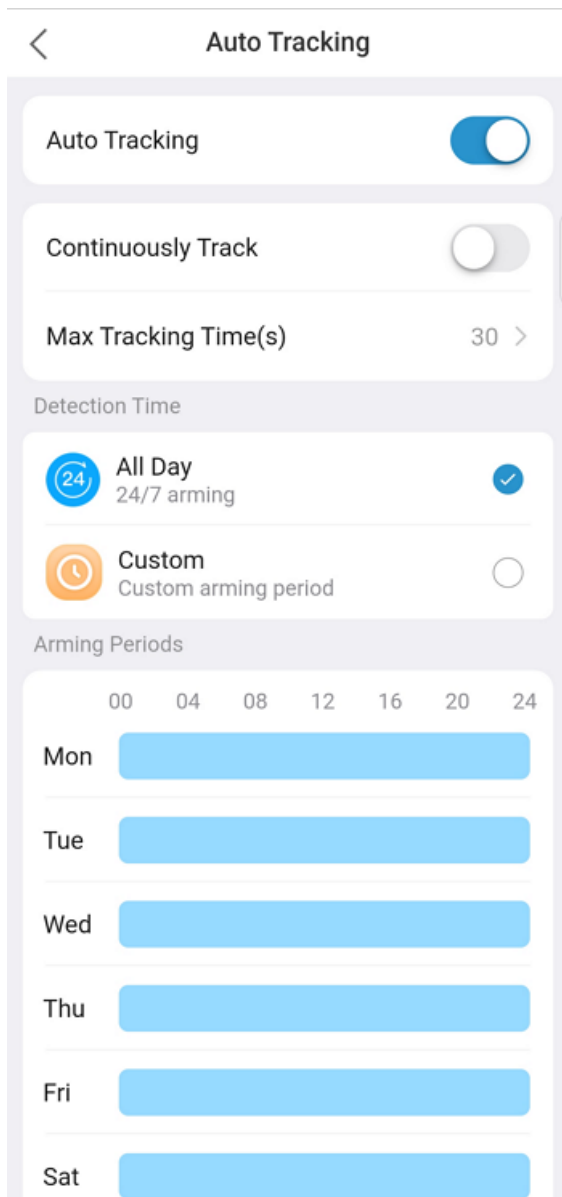 Auto Tracking
Auto Tracking
Continuously Track
Max Tracking Time(s) 30
Detection Time
24
All Day
24/7 arming
Custom
Custom arming period
Arming Periods
00 04 08 12 16 20 24
Mon
Tue
Wed
Thu
Fri
Sat